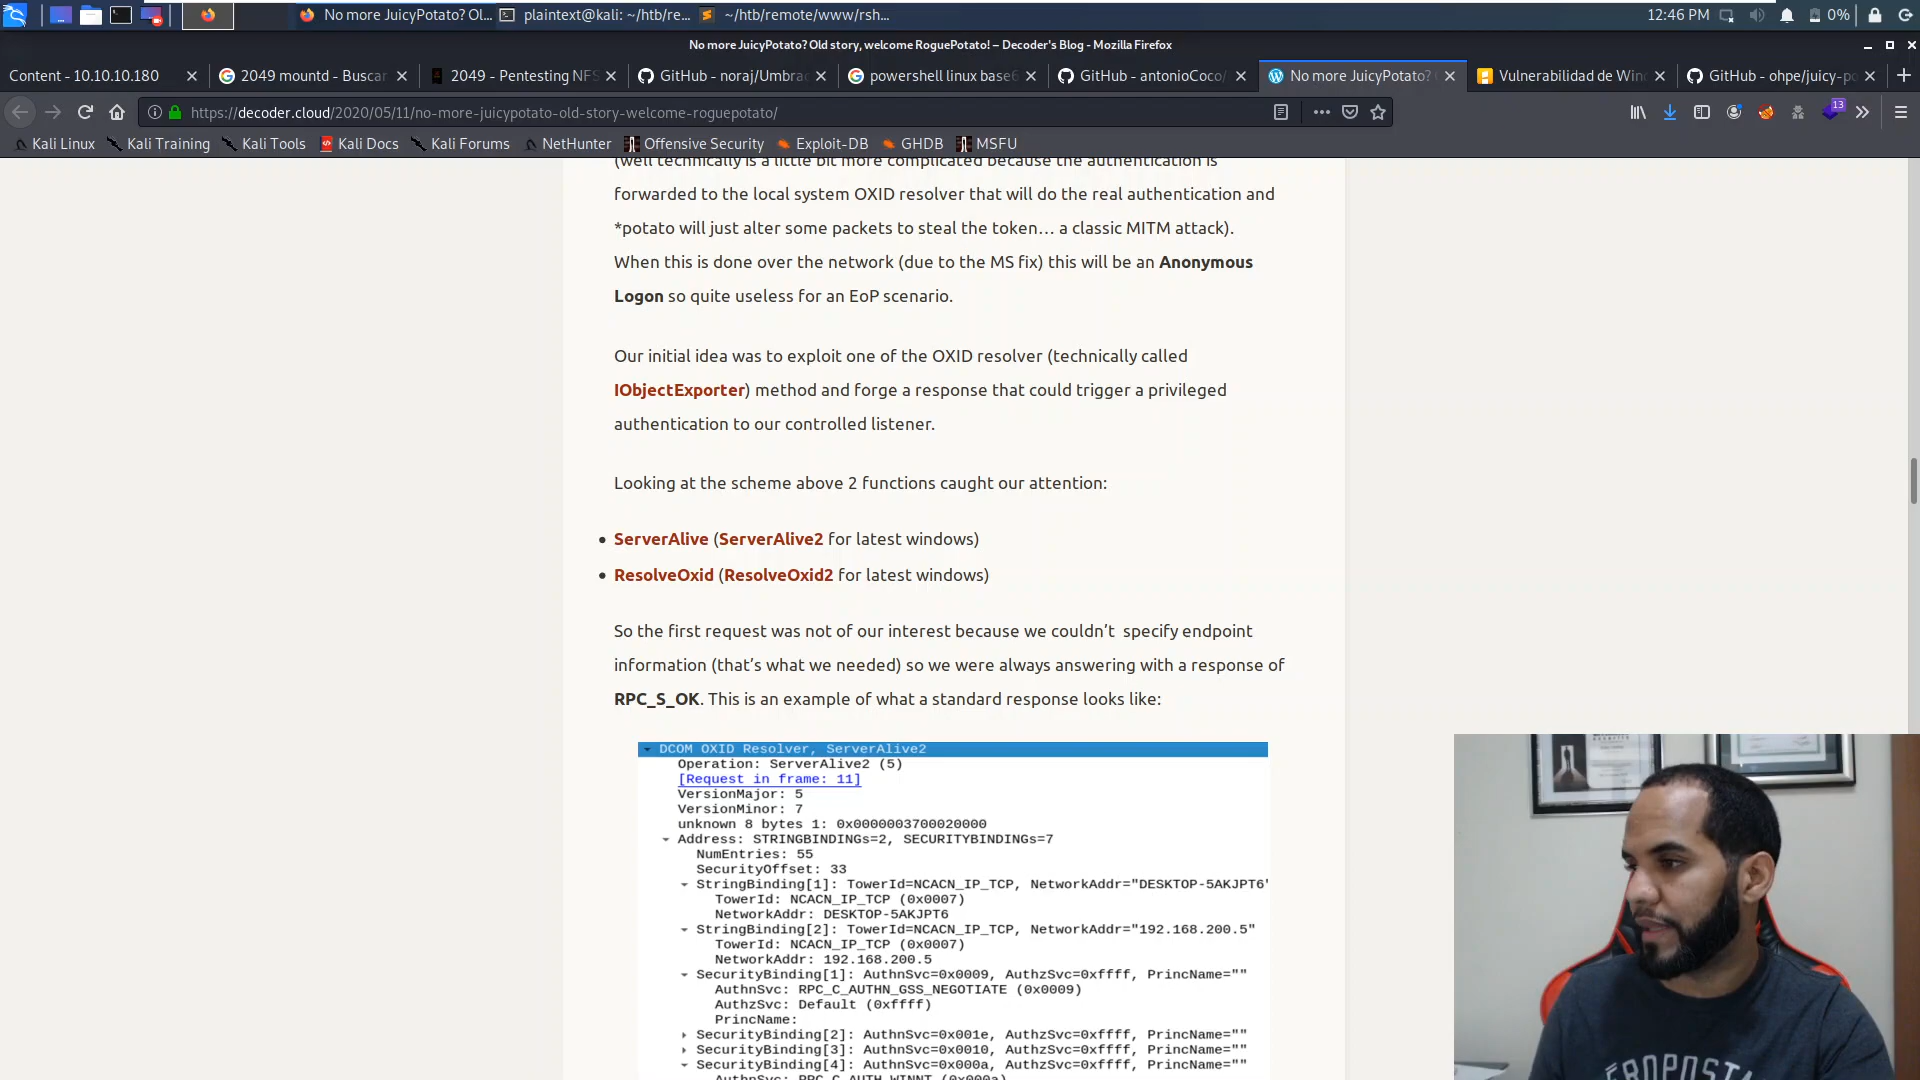 No more JuicyPotato? Ol...
plaintext@kali: ~/htb/re...
~/htb/remote/www/rsh...
12:46 PM
0%
No more JuicyPotato? Old story, welcome RoguePotato! – Decoder's Blog - Mozilla Firefox
Content - 10.10.10.180
2049 mountd - Buscar
2049 - Pentesting NFS
GitHub - noraj/Umbra
powershell linux base6
GitHub - antonioCoco/
No more JuicyPotato?
Vulnerabilidad de Win
GitHub - ohpe/juicy-po
https://decoder.cloud/2020/05/11/no-more-juicypotato-old-story-welcome-roguepotato/
13
Kali Linux
Kali Training
Kali Tools
Kali Docs
Kali Forums
NetHunter
Offensive Security
Exploit-DB
GHDB
MSFU
(well technically is a little bit more complicated because the authentication is
forwarded to the local system OXID resolver that will do the real authentication and
*potato will just alter some packets to steal the token… a classic MITM attack).
When this is done over the network (due to the MS fix) this will be an Anonymous
Logon so quite useless for an EoP scenario.
Our initial idea was to exploit one of the OXID resolver (technically called
IObjectExporter) method and forge a response that could trigger a privileged
authentication to our controlled listener.
Looking at the scheme above 2 functions caught our attention:
• ServerAlive (ServerAlive2 for latest windows)
• ResolveOxid (ResolveOxid2 for latest windows)
So the first request was not of our interest because we couldn't specify endpoint
information (that's what we needed) so we were always answering with a response of
RPC_S_OK. This is an example of what a standard response looks like:
DCOM OXID Resolver, ServerAlive2
Operation: ServerAlive2 (5)
[Request in frame: 11]
VersionMajor: 5
VersionMinor: 7
unknown 8 bytes 1: 0x0000003700020000
Address: STRINGBINDINGs=2, SECURITYBINDINGs=7
NumEntries: 55
SecurityOffset: 33
StringBinding[1]: TowerId=NCACN_IP_TCP, NetworkAddr="DESKTOP-5AKJPT6"
TowerId: NCACN_IP_TCP (0x0007)
NetworkAddr: DESKTOP-5AKJPT6
StringBinding[2]: TowerId=NCACN_IP_TCP, NetworkAddr="192.168.200.5"
TowerId: NCACN_IP_TCP (0x0007)
NetworkAddr: 192.168.200.5
SecurityBinding[1]: AuthnSvc=0x0009, AuthzSvc=0xffff, PrincName=""
AuthnSvc: RPC_C_AUTHN_GSS_NEGOTIATE (0x0009)
AuthzSvc: Default (0xffff)
PrincName:
SecurityBinding[2]: AuthnSvc=0x001e, AuthzSvc=0xffff, PrincName=""
SecurityBinding[3]: AuthnSvc=0x0010, AuthzSvc=0xffff, PrincName=""
SecurityBinding[4]: AuthnSvc=0x000a, AuthzSvc=0xffff, PrincName=""
AuthnSvc: RPC_C_AUTH_WINNT (0x000a)